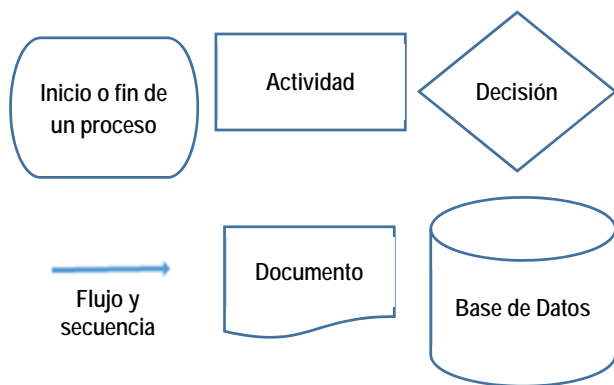 Inicio o fin de
un proceso
Actividad
Decisión
Flujo y
secuencia
Documento
Base de Datos